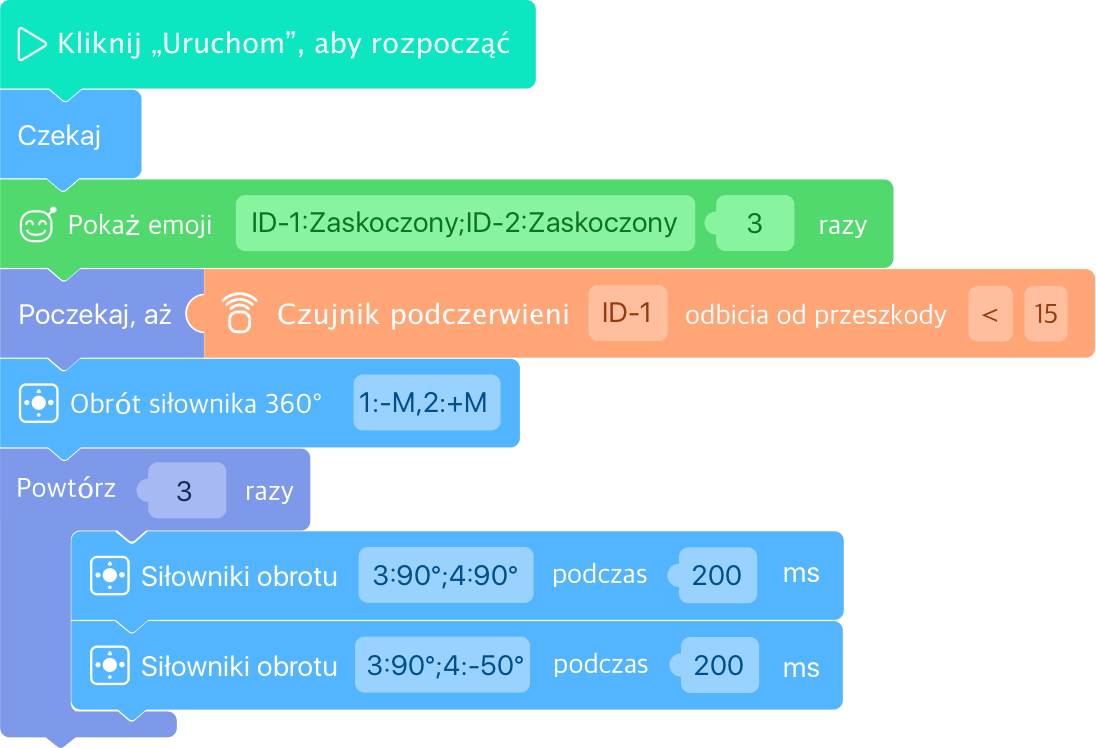 Kliknij „Uruchom”, aby rozpocząć
Czekaj
Pokaż emoji ID-1:Zaskoczony;ID-2:Zaskoczony 3 razy
Poczekaj, aż Czujnik podczerwieni ID-1 odbicia od przeszkody < 15
Obrót siłownika 360° 1:-M,2:+M
Powtórz 3 razy
Siłowniki obrotu 3:90°;4:90° podczas 200 ms
Siłowniki obrotu 3:90°;4:-50° podczas 200 ms